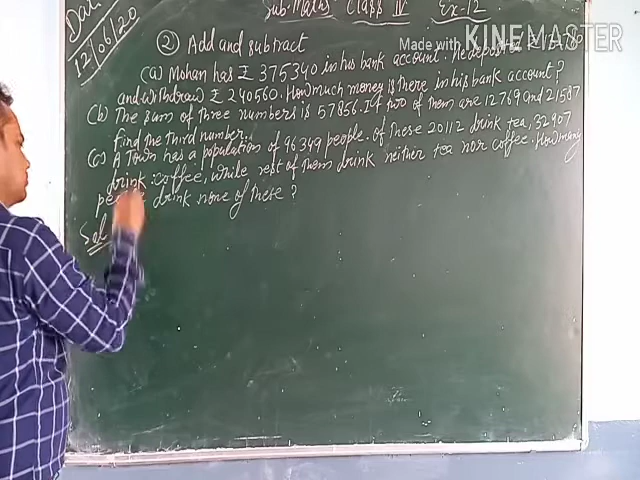 Sub. Maths Class IV Ex-12
Date
12/06/20
Made with KINEMASTER
② Add and subtract
(a) Mohan has ₹ 375340 in his bank account. He deposited ₹
and withdraw ₹ 240560. How much money is there in his bank account?
(b) The sum of three numbers is 57856. If two of them are 12769 and 21587
find the third number.
(c) A Town has a population of 96349 people. of these 20112 drink tea, 32907
drink coffee, while rest of them drink neither tea nor coffee. How many
people drink none of these?
Sol